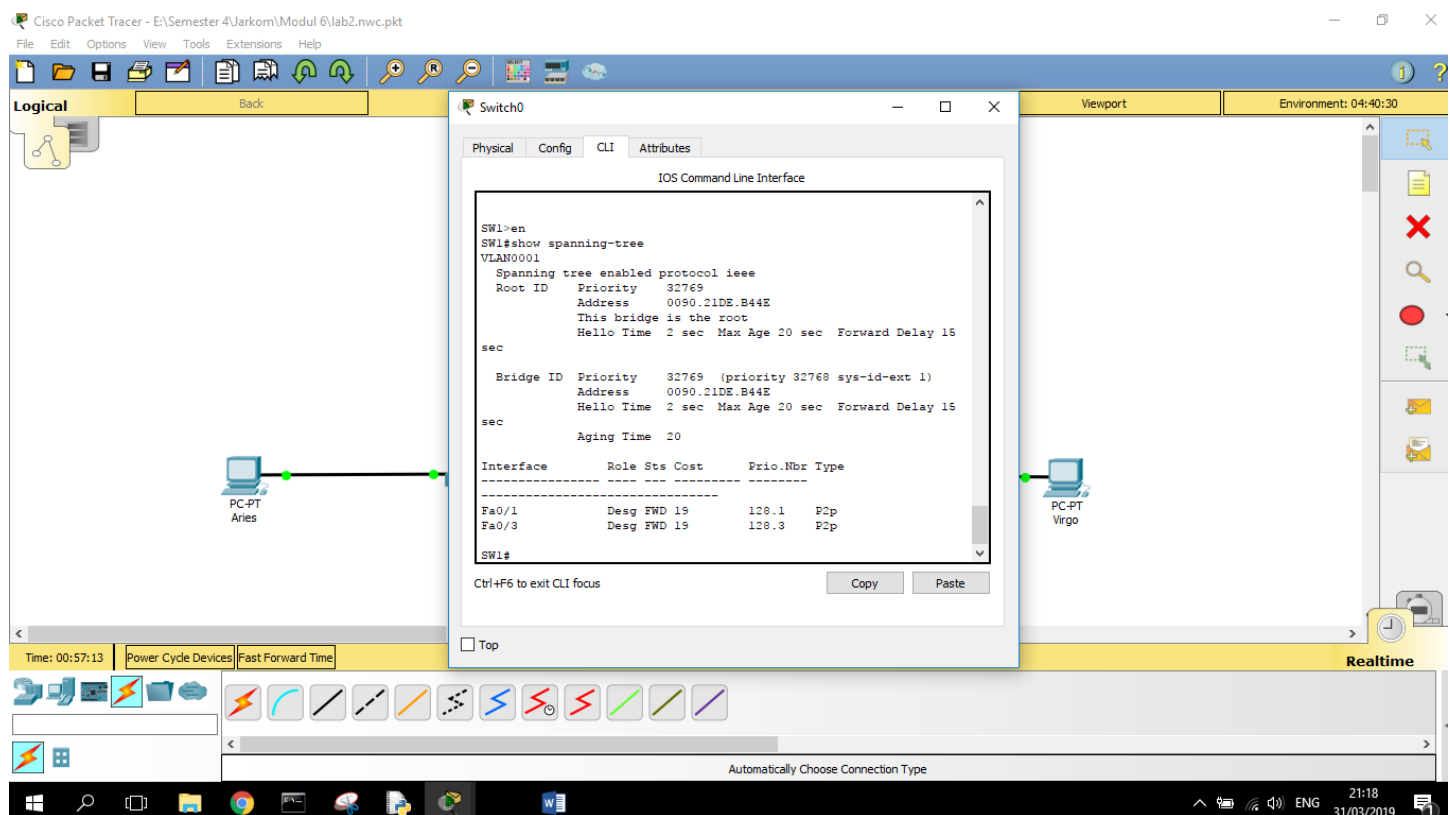 Cisco Packet Tracer - E:\Semester 4\Jarkom\Modul 6\lab2.nwc.pkt
File Edit Options View Tools Extensions Help
Logical
Back
Viewport
Environment: 04:40:30
Switch0
Physical Config CLI Attributes
IOS Command Line Interface
SW1>en
SW1#show spanning-tree
VLAN0001
Spanning tree enabled protocol ieee
Root ID Priority 32769
Address 0090.21DE.B44E
This bridge is the root
Hello Time 2 sec Max Age 20 sec Forward Delay 15
sec
Bridge ID Priority 32769 (priority 32768 sys-id-ext 1)
Address 0090.21DE.B44E
Hello Time 2 sec Max Age 20 sec Forward Delay 15
sec
Aging Time 20
Interface Role Sts Cost Prio.Nbr Type
---------------- ---- --- --------- --------
--------------------------------
Fa0/1 Desg FWD 19 128.1 P2p
Fa0/3 Desg FWD 19 128.3 P2p
SW1#
Ctrl+F6 to exit CLI focus
Copy
Paste
Top
PC-PT
Aries
PC-PT
Virgo
Time: 00:57:13
Power Cycle Devices
Fast Forward Time
Realtime
Automatically Choose Connection Type
ENG
21:18
31/03/2019